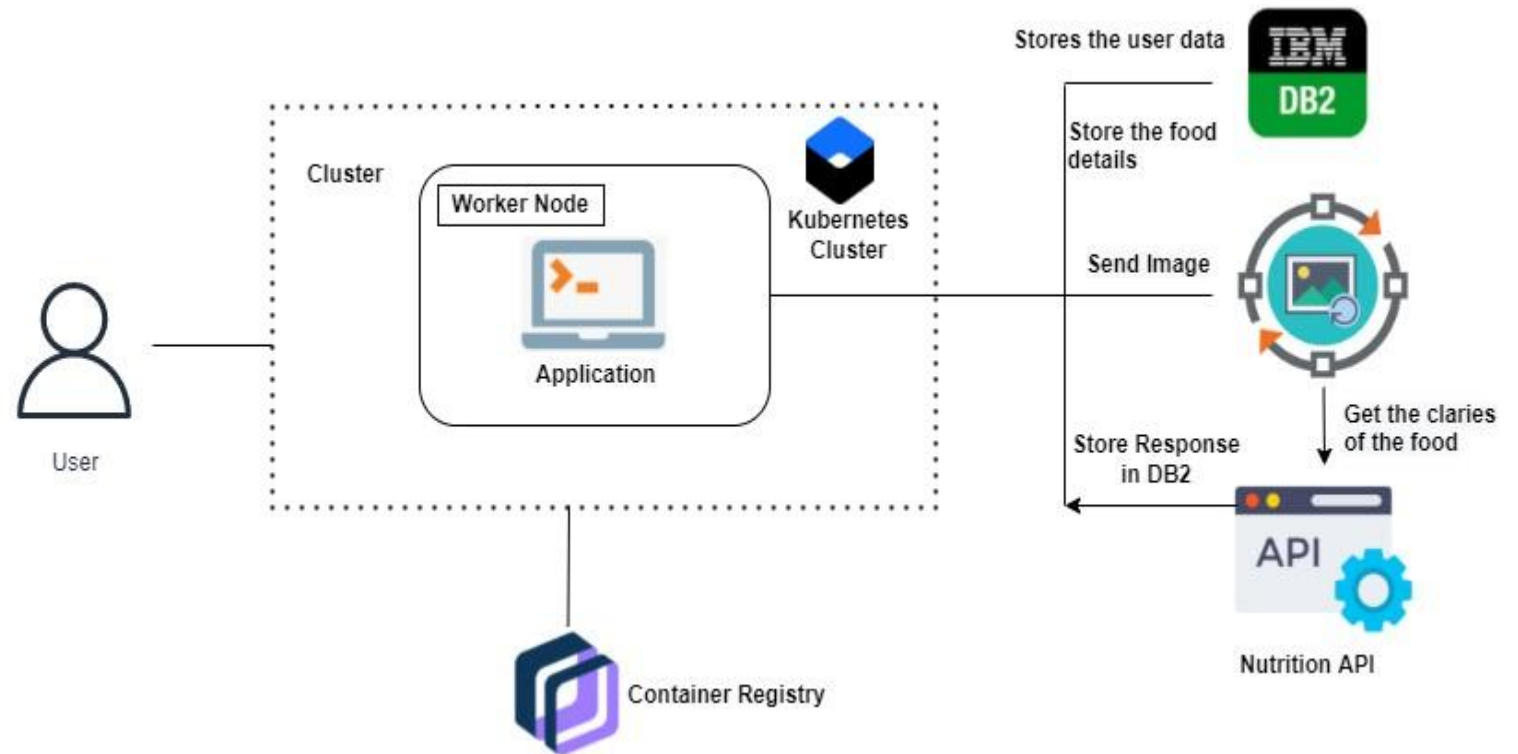 Stores the user data
IBM
DB2
Store the food
details
Cluster
Worker Node
Kubernetes
Cluster
Send Image
Application
Get the claries
of the food
User
Store Response
in DB2
API
Nutrition API
Container Registry